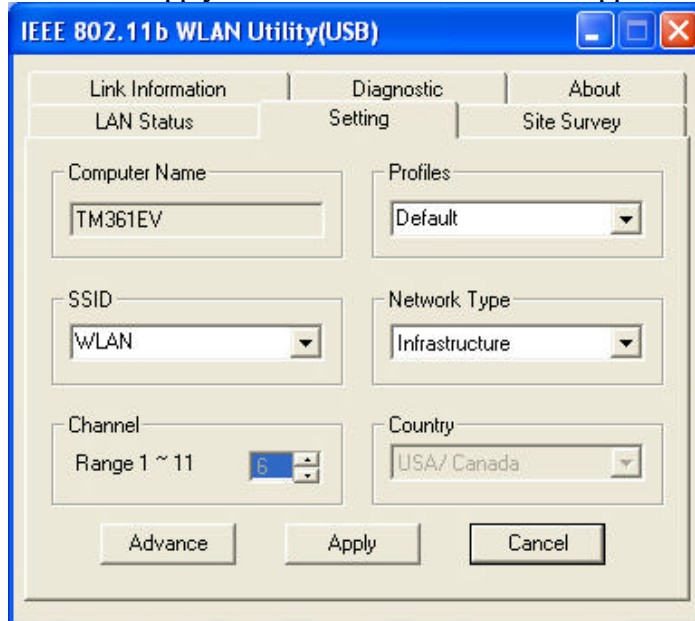 IEEE 802.11b WLAN Utility(USB)
Link Information Diagnostic About
LAN Status Setting Site Survey
Computer Name Profiles
TM361EV Default
SSID Network Type
WLAN Infrastructure
Channel Country
Range 1 ~ 11 6 USA/ Canada
Advance Apply Cancel